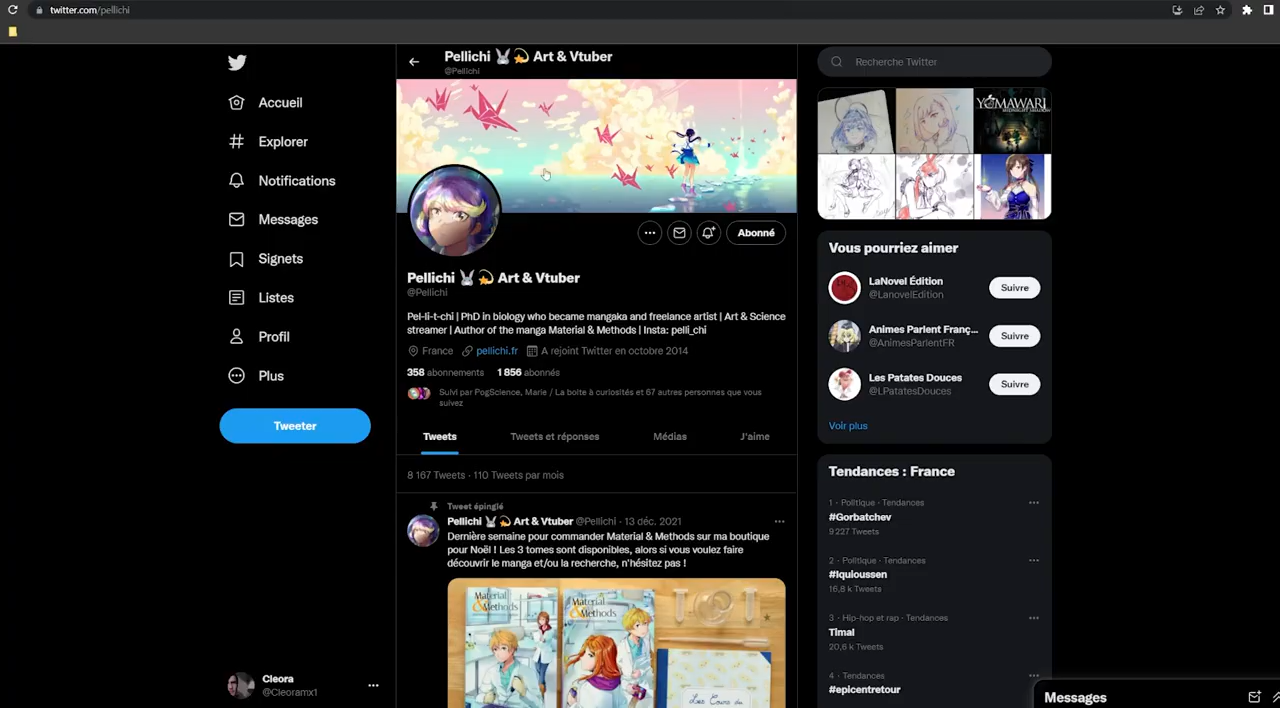 twitter.com/pellichi
Pellichi 🐰💫 Art & Vtuber
@Pellichi
Accueil
Explorer
Notifications
Messages
Signets
Listes
Profil
Plus
Tweeter
Cleora
@Cleoramx1
Abonné
Pellichi 🐰💫 Art & Vtuber
@Pellichi
Pel-li-t-chi | PhD in biology who became mangaka and freelance artist | Art & Science
streamer | Author of the manga Material & Methods | Insta: pelli_chi
France pellichi.fr A rejoint Twitter en octobre 2014
358 abonnements 1 856 abonnés
Suivi par PogScience, Marie / La boite à curiosités et 67 autres personnes que vous
suivez
Tweets Tweets et réponses Médias J'aime
8 167 Tweets · 110 Tweets par mois
Tweet épinglé
Pellichi 🐰💫 Art & Vtuber @Pellichi · 13 déc. 2021
Dernière semaine pour commander Material & Methods sur ma boutique
pour Noël ! Les 3 tomes sont disponibles, alors si vous voulez faire
découvrir le manga et/ou la recherche, n'hésitez pas !
Material
& Methods
Material
& Methods
Les Cours du
Recherche Twitter
YOMAWARI
Vous pourriez aimer
LaNovel Édition
@LanovelEdition
Suivre
Animes Parlent Franç...
@AnimesParlentFR
Suivre
Les Patates Douces
@LPatatesDouces
Suivre
Voir plus
Tendances : France
1 · Politique · Tendances
#Gorbatchev
9 227 Tweets
2 · Politique · Tendances
#Iquioussen
16,8 k Tweets
3 · Hip-hop et rap · Tendances
Timal
20,6 k Tweets
4 · Tendances
#epicentretour
Messages